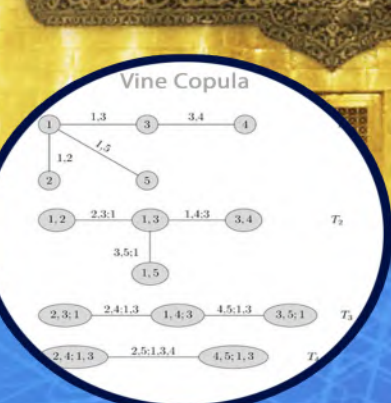 Vine Copula
1 1,3 3 3,4 4
1,2 1,5
2 5
1,2 2,3;1 1,3 1,4;3 3,4 T₂
3,5;1
1,5
2,3;1 2,4;1,3 1,4;3 4,5;1,3 3,5;1 T₃
2,4;1,3 2,5;1,3,4 4,5;1,3